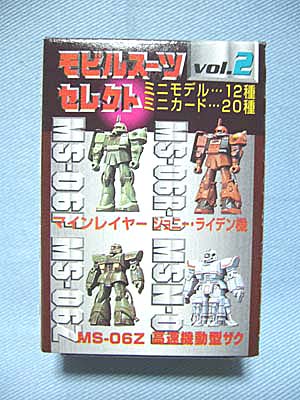 モビルスーツ vol.2
セレクト ミニモデル…12種
ミニカード…20種
MS-06
MS-06R
マインレイヤー ジョニー・ライデン機
MS-06Z
MSM-0
MS-06Z 高速機動型ザク